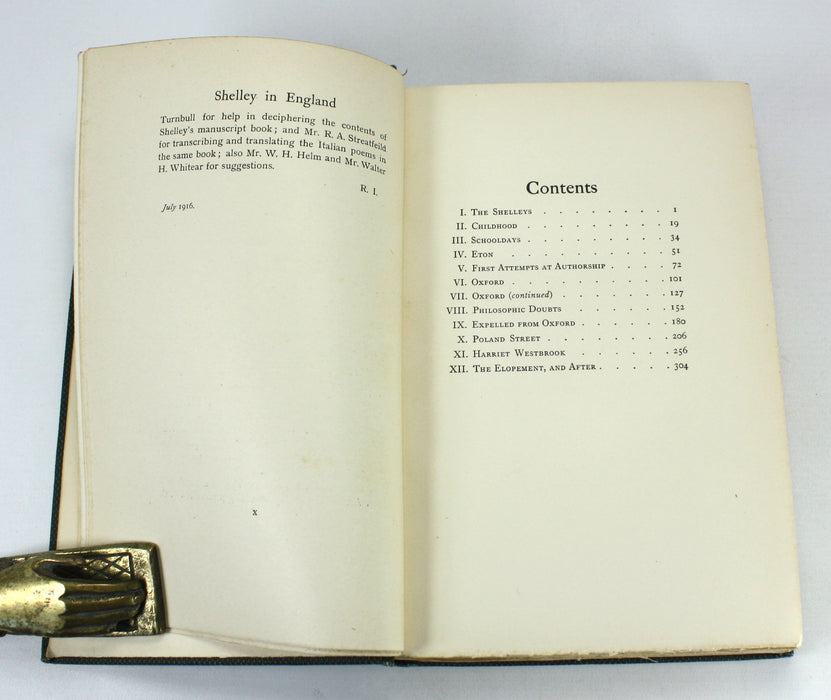 Shelley in England
Turnbull for help in deciphering the contents of
Shelley's manuscript book; and Mr. R. A. Streatfeild
for transcribing and translating the Italian poems in
the same book; also Mr. W. H. Helm and Mr. Walter
H. Whitear for suggestions.
R. I.
July 1916.
x
Contents
I. The Shelleys . . . . . . . . 1
II. Childhood . . . . . . . . . 19
III. Schooldays . . . . . . . . . 34
IV. Eton . . . . . . . . . . 51
V. First Attempts at Authorship . . . . 72
VI. Oxford . . . . . . . . . . 101
VII. Oxford (continued) . . . . . . . 127
VIII. Philosophic Doubts . . . . . . 152
IX. Expelled from Oxford . . . . . . 180
X. Poland Street . . . . . . . . 206
XI. Harriet Westbrook . . . . . . 256
XII. The Elopement, and After . . . . . 304